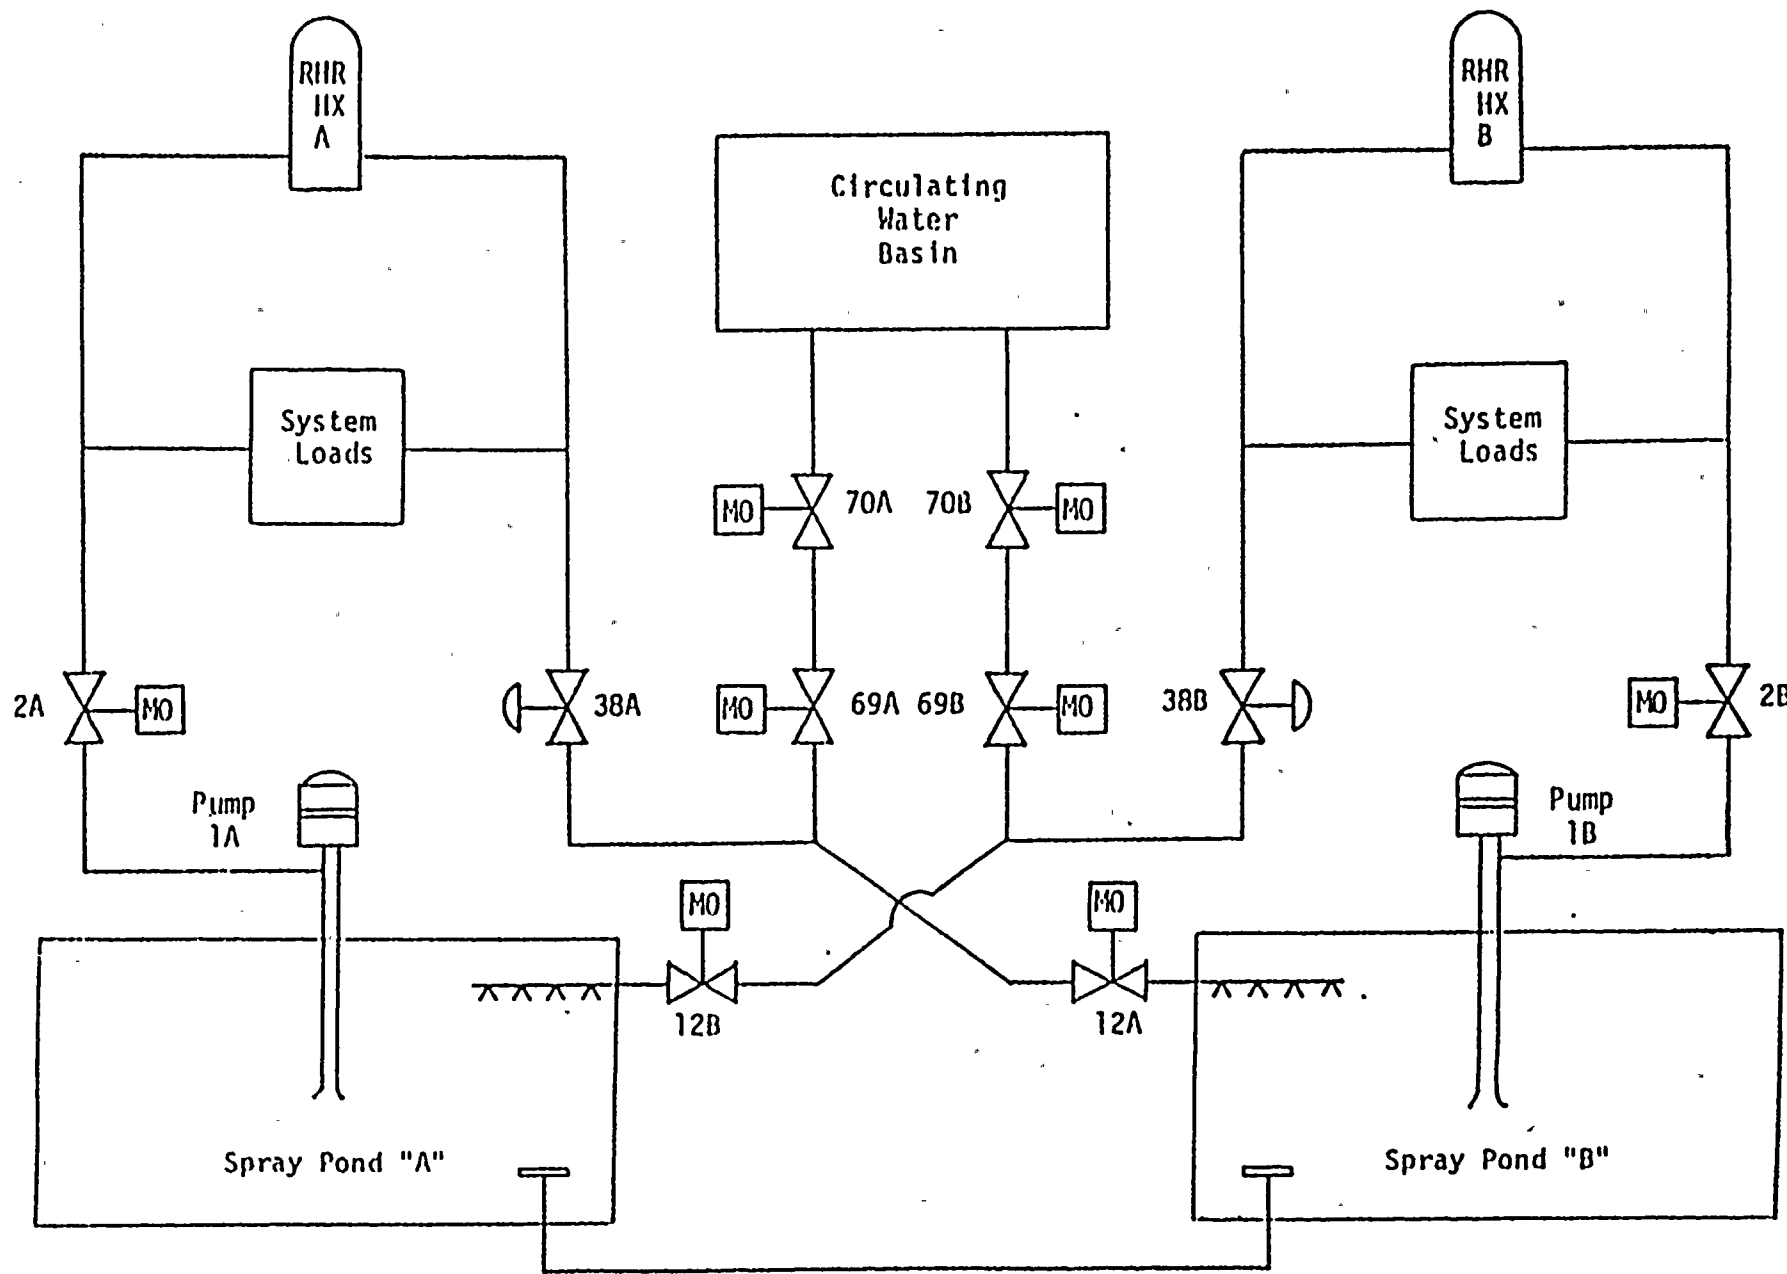 RHR
HX
A
RHR
HX
B
Circulating
Water
Basin
System
Loads
System
Loads
MO
70A
70B
MO
2A
MO
38A
MO
69A
69B
MO
38B
MO
2B
Pump
1A
Pump
1B
MO
MO
12B
12A
Spray Pond "A"
Spray Pond "B"